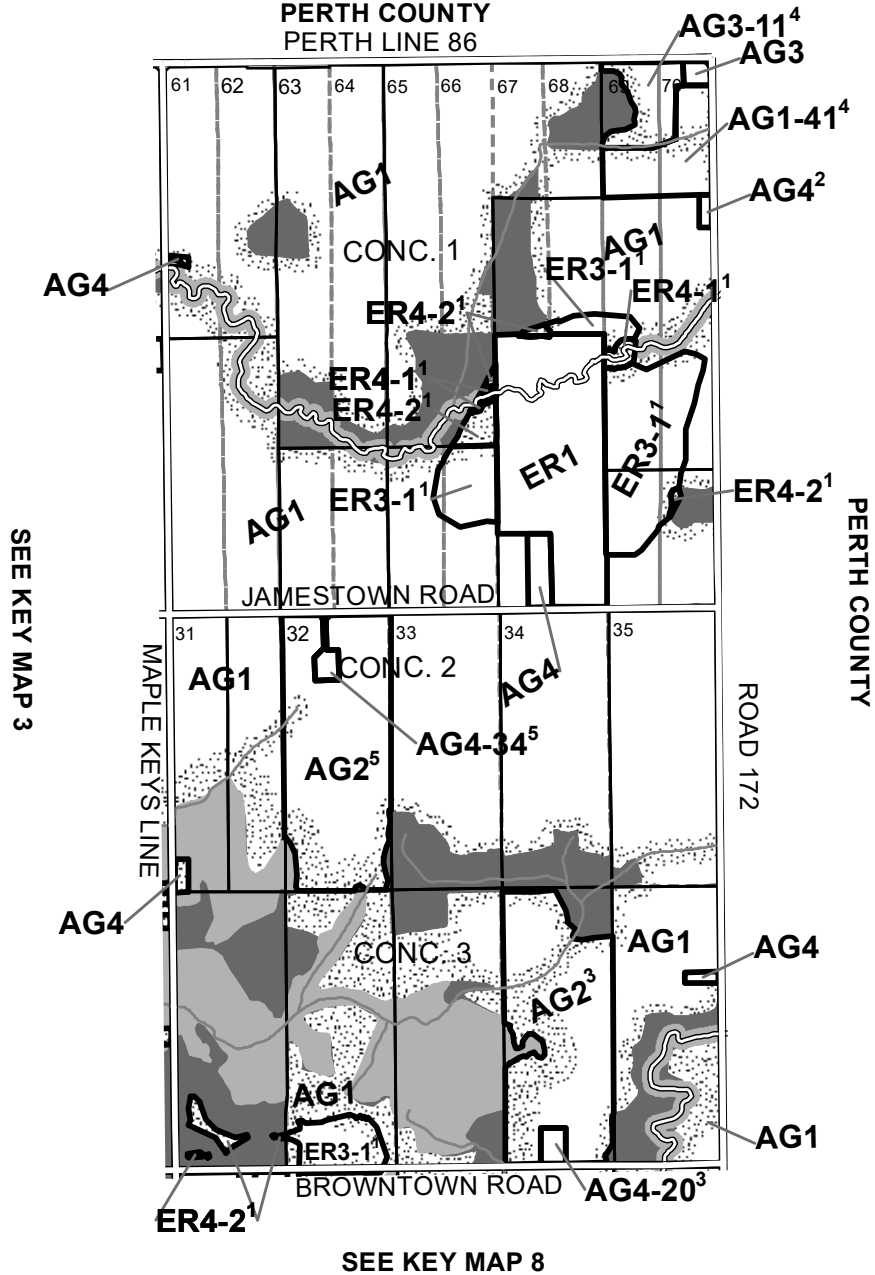 PERTH COUNTY
PERTH LINE 86
AG3-11⁴
AG3
61
62
63
64
65
66
67
68
69
70
AG1-41⁴
AG1
AG4²
CONC. 1
AG1
ER3-1¹
AG4
ER4-1¹
ER4-2¹
ER4-1¹
ER4-2¹
ER3-1¹
ER1
ER3-1¹
ER4-2¹
AG1
SEE KEY MAP 3
PERTH COUNTY
JAMESTOWN ROAD
31
32
33
34
35
MAPLE KEYS LINE
AG1
CONC. 2
AG4
ROAD 172
AG4-34⁵
AG2⁵
AG4
CONC. 3
AG1
AG4
AG2³
AG1
ER3-1¹
AG1
BROWNTOWN ROAD
AG4-20³
ER4-2¹
SEE KEY MAP 8